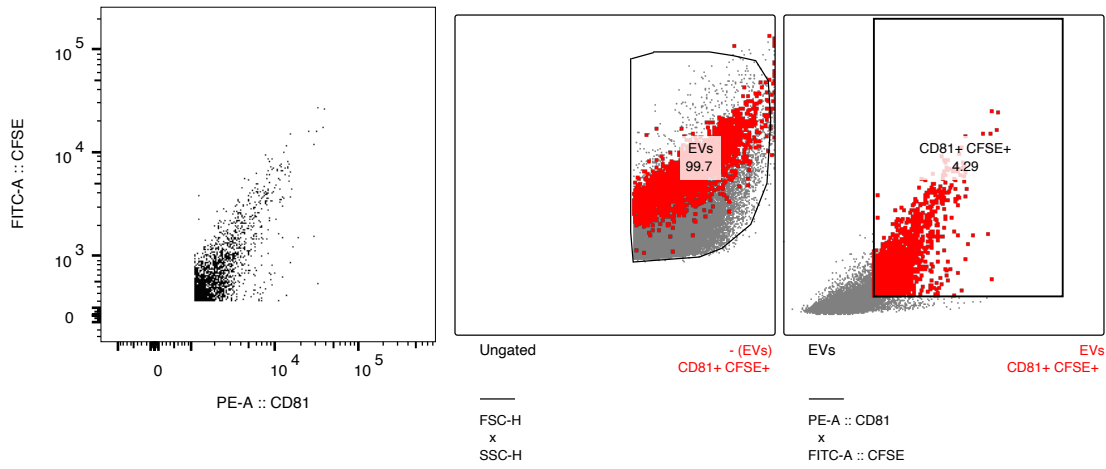 10^5
10^4
10^3
0
FITC-A :: CFSE
0
10^4
10^5
PE-A :: CD81
EVs
99.7
Ungated
- (EVs)
CD81+ CFSE+
FSC-H
x
SSC-H
CD81+ CFSE+
4.29
EVs
EVs
CD81+ CFSE+
PE-A :: CD81
x
FITC-A :: CFSE